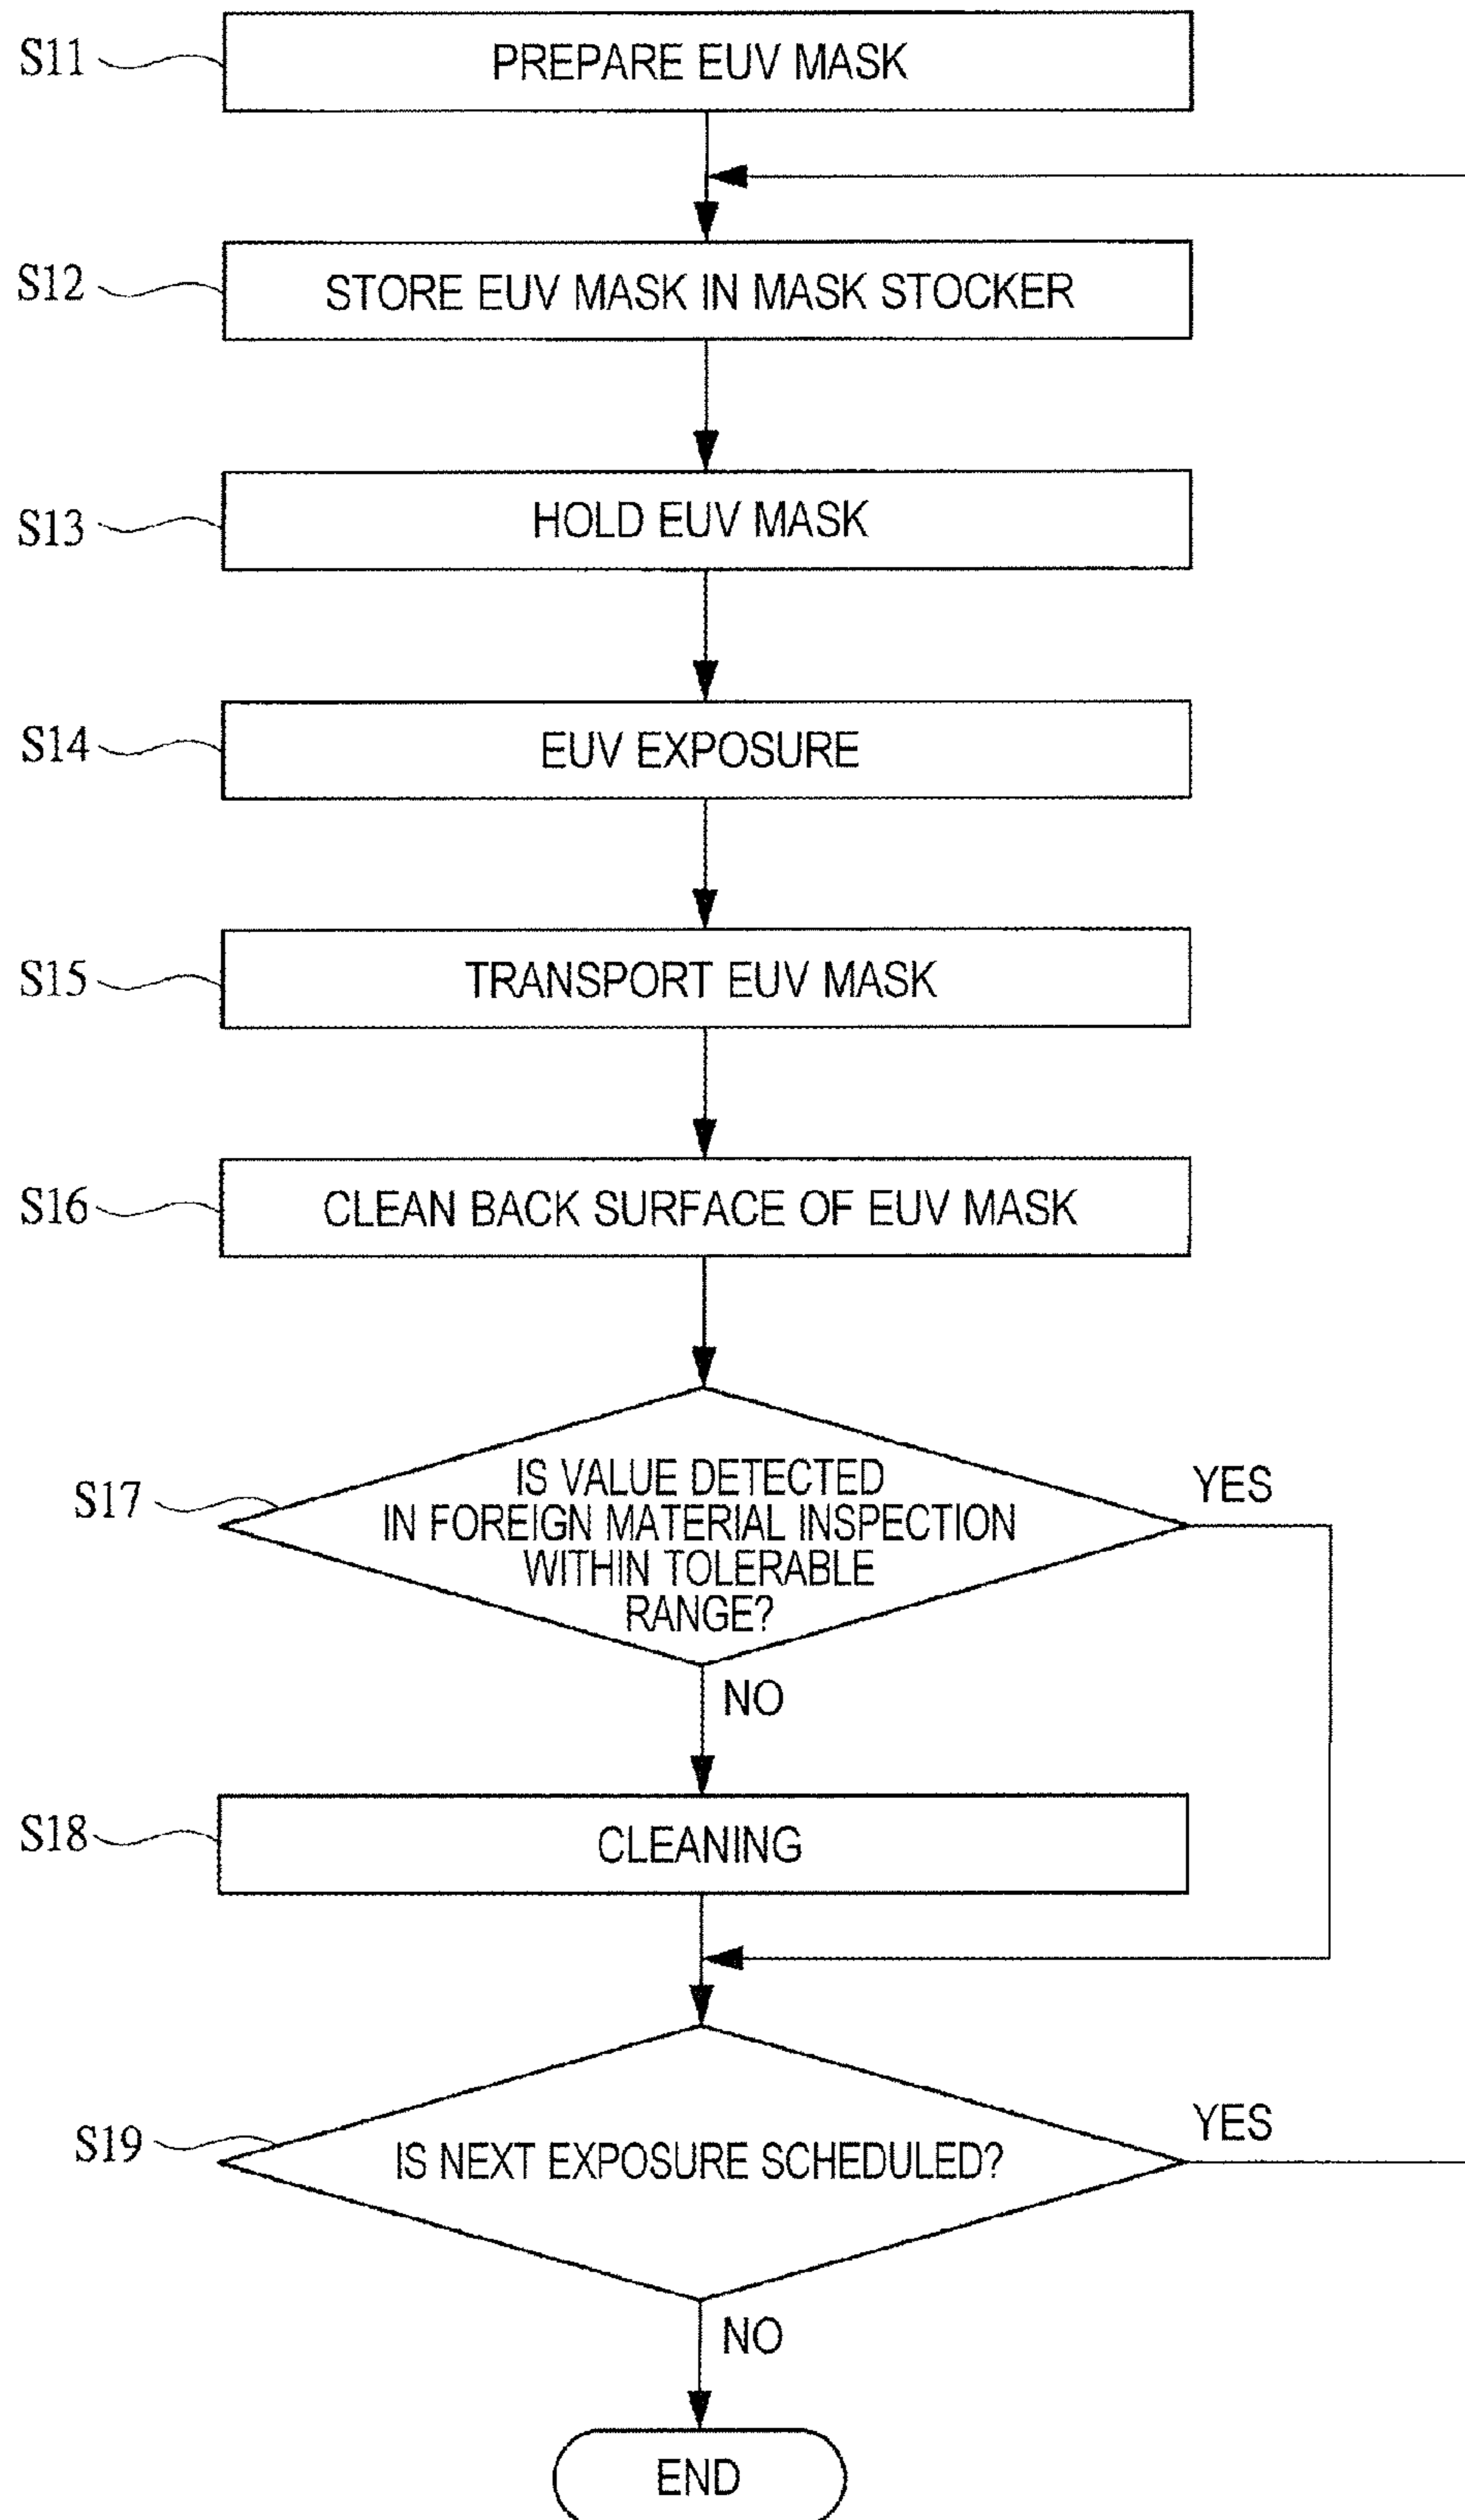 S11
PREPARE EUV MASK
S12
STORE EUV MASK IN MASK STOCKER
S13
HOLD EUV MASK
S14
EUV EXPOSURE
S15
TRANSPORT EUV MASK
S16
CLEAN BACK SURFACE OF EUV MASK
S17
IS VALUE DETECTED
IN FOREIGN MATERIAL INSPECTION
WITHIN TOLERABLE
RANGE?
YES
NO
S18
CLEANING
S19
IS NEXT EXPOSURE SCHEDULED?
YES
NO
END